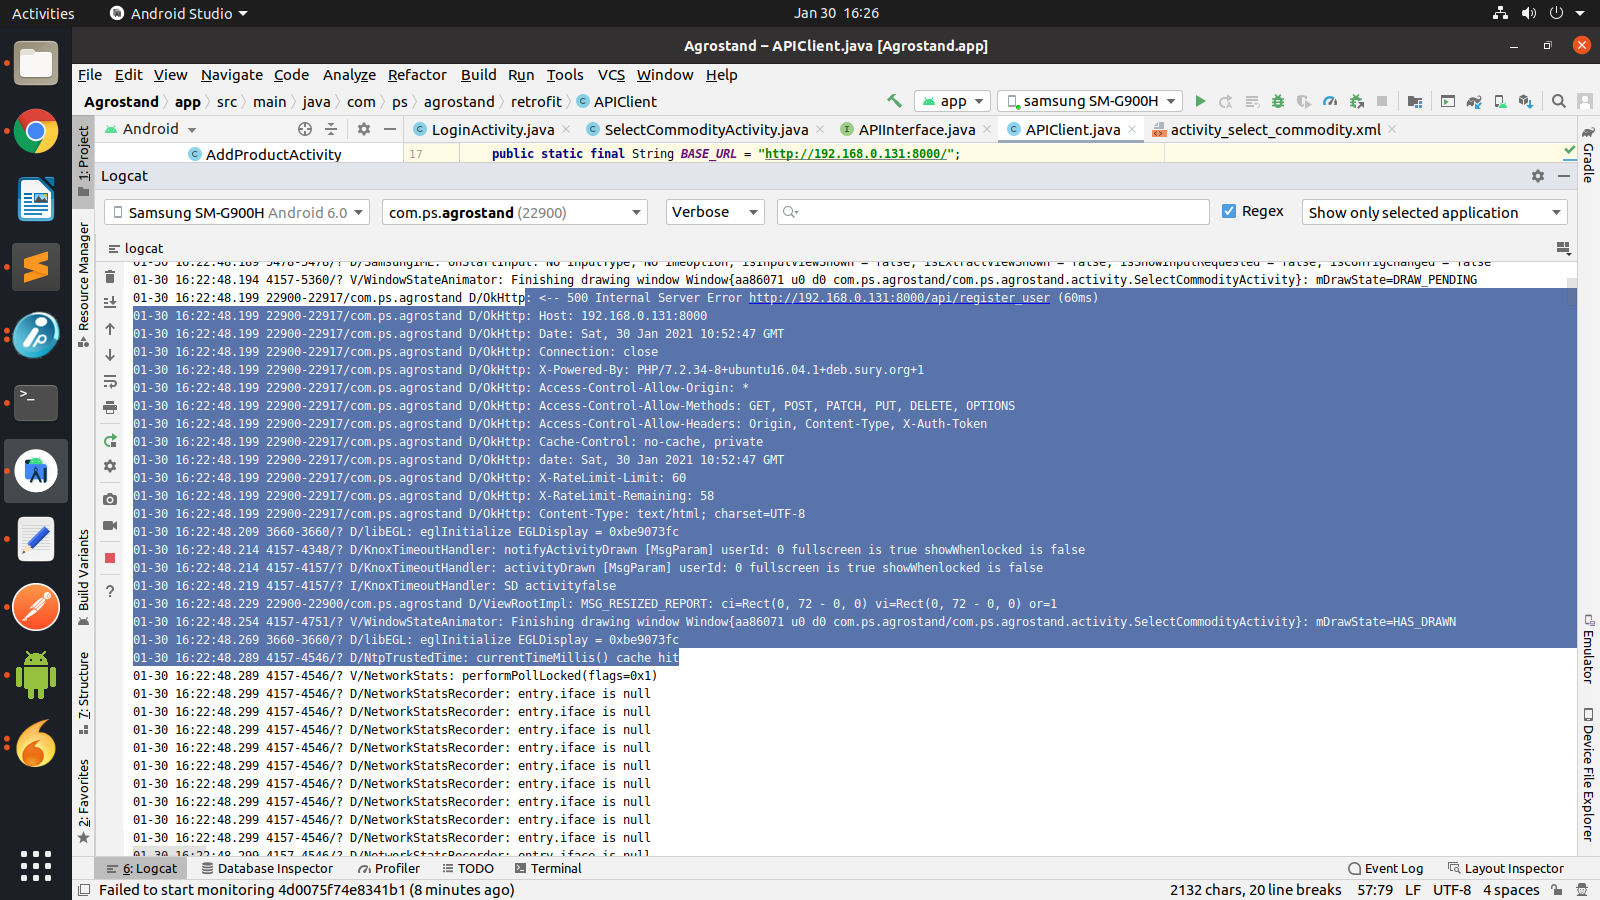 Activities
Android Studio
Jan 30  16:26
Agrostand – APIClient.java [Agrostand.app]
File Edit View Navigate Code Analyze Refactor Build Run Tools VCS Window Help
Agrostand app src main java com ps agrostand retrofit APIClient
app
samsung SM-G900H
1: Project
Android
LoginActivity.java
SelectCommodityActivity.java
APIInterface.java
APIClient.java
activity_select_commodity.xml
AddProductActivity
17 public static final String BASE_URL = "http://192.168.0.131:8000/";
Logcat
Samsung SM-G900H Android 6.0
com.ps.agrostand (22900)
Verbose
Regex
Show only selected application
logcat
01-30 16:22:48.189 5478-5478/? D/SamsungIME: onStartInput: NO InputType, NO ImeOption, isInputViewShown = false, isExtractViewShown = false, isShowInputRequested = false, isConfigChanged = false
01-30 16:22:48.194 4157-5360/? V/WindowStateAnimator: Finishing drawing window Window{aa86071 u0 d0 com.ps.agrostand/com.ps.agrostand.activity.SelectCommodityActivity}: mDrawState=DRAW_PENDING
01-30 16:22:48.199 22900-22917/com.ps.agrostand D/OkHttp: <-- 500 Internal Server Error http://192.168.0.131:8000/api/register_user (60ms)
01-30 16:22:48.199 22900-22917/com.ps.agrostand D/OkHttp: Host: 192.168.0.131:8000
01-30 16:22:48.199 22900-22917/com.ps.agrostand D/OkHttp: Date: Sat, 30 Jan 2021 10:52:47 GMT
01-30 16:22:48.199 22900-22917/com.ps.agrostand D/OkHttp: Connection: close
01-30 16:22:48.199 22900-22917/com.ps.agrostand D/OkHttp: X-Powered-By: PHP/7.2.34-8+ubuntu16.04.1+deb.sury.org+1
01-30 16:22:48.199 22900-22917/com.ps.agrostand D/OkHttp: Access-Control-Allow-Origin: *
01-30 16:22:48.199 22900-22917/com.ps.agrostand D/OkHttp: Access-Control-Allow-Methods: GET, POST, PATCH, PUT, DELETE, OPTIONS
01-30 16:22:48.199 22900-22917/com.ps.agrostand D/OkHttp: Access-Control-Allow-Headers: Origin, Content-Type, X-Auth-Token
01-30 16:22:48.199 22900-22917/com.ps.agrostand D/OkHttp: Cache-Control: no-cache, private
01-30 16:22:48.199 22900-22917/com.ps.agrostand D/OkHttp: date: Sat, 30 Jan 2021 10:52:47 GMT
01-30 16:22:48.199 22900-22917/com.ps.agrostand D/OkHttp: X-RateLimit-Limit: 60
01-30 16:22:48.199 22900-22917/com.ps.agrostand D/OkHttp: X-RateLimit-Remaining: 58
01-30 16:22:48.199 22900-22917/com.ps.agrostand D/OkHttp: Content-Type: text/html; charset=UTF-8
01-30 16:22:48.209 3660-3660/? D/libEGL: eglInitialize EGLDisplay = 0xbe9073fc
01-30 16:22:48.214 4157-4348/? D/KnoxTimeoutHandler: notifyActivityDrawn [MsgParam] userId: 0 fullscreen is true showWhenlocked is false
01-30 16:22:48.214 4157-4157/? D/KnoxTimeoutHandler: activityDrawn [MsgParam] userId: 0 fullscreen is true showWhenlocked is false
01-30 16:22:48.219 4157-4157/? I/KnoxTimeoutHandler: SD activityfalse
01-30 16:22:48.229 22900-22900/com.ps.agrostand D/ViewRootImpl: MSG_RESIZED_REPORT: ci=Rect(0, 72 - 0, 0) vi=Rect(0, 72 - 0, 0) or=1
01-30 16:22:48.254 4157-4751/? V/WindowStateAnimator: Finishing drawing window Window{aa86071 u0 d0 com.ps.agrostand/com.ps.agrostand.activity.SelectCommodityActivity}: mDrawState=HAS_DRAWN
01-30 16:22:48.269 3660-3660/? D/libEGL: eglInitialize EGLDisplay = 0xbe9073fc
01-30 16:22:48.289 4157-4546/? D/NtpTrustedTime: currentTimeMillis() cache hit
01-30 16:22:48.289 4157-4546/? V/NetworkStats: performPollLocked(flags=0x1)
01-30 16:22:48.299 4157-4546/? D/NetworkStatsRecorder: entry.iface is null
01-30 16:22:48.299 4157-4546/? D/NetworkStatsRecorder: entry.iface is null
01-30 16:22:48.299 4157-4546/? D/NetworkStatsRecorder: entry.iface is null
01-30 16:22:48.299 4157-4546/? D/NetworkStatsRecorder: entry.iface is null
01-30 16:22:48.299 4157-4546/? D/NetworkStatsRecorder: entry.iface is null
01-30 16:22:48.299 4157-4546/? D/NetworkStatsRecorder: entry.iface is null
01-30 16:22:48.299 4157-4546/? D/NetworkStatsRecorder: entry.iface is null
01-30 16:22:48.299 4157-4546/? D/NetworkStatsRecorder: entry.iface is null
01-30 16:22:48.299 4157-4546/? D/NetworkStatsRecorder: entry.iface is null
01-30 16:22:48.299 4157-4546/? D/NetworkStatsRecorder: entry.iface is null
Resource Manager
Build Variants
7: Structure
2: Favorites
Gradle
Emulator
Device File Explorer
6: Logcat
Database Inspector
Profiler
TODO
Terminal
Event Log
Layout Inspector
Failed to start monitoring 4d0075f74e8341b1 (8 minutes ago)
2132 chars, 20 line breaks 57:79 LF UTF-8 4 spaces